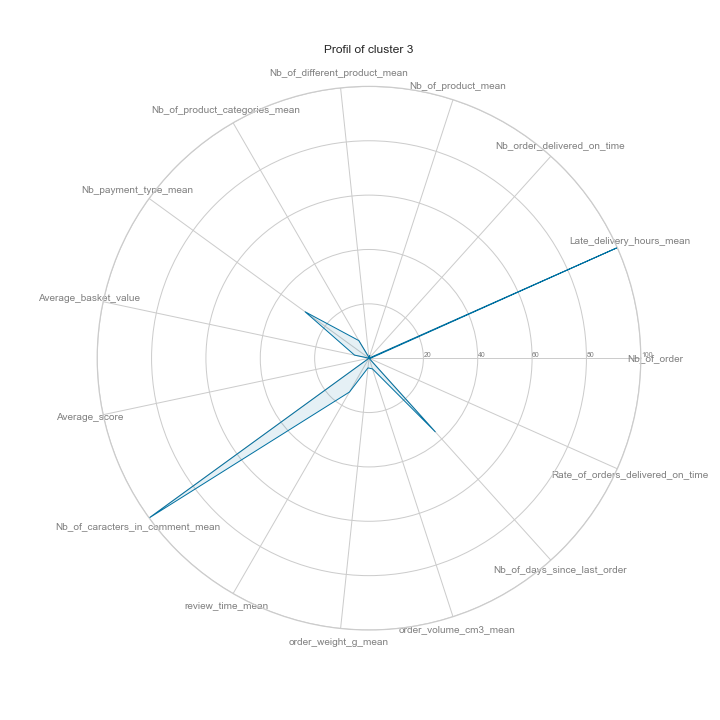 Profil of cluster 3
Nb_of_different_product_mean
Nb_of_product_mean
Nb_of_product_categories_mean
Nb_order_delivered_on_time
Nb_payment_type_mean
Late_delivery_hours_mean
Average_basket_value
20
40
60
80
100
Nb_of_order
Average_score
Rate_of_orders_delivered_on_time
Nb_of_caracters_in_comment_mean
Nb_of_days_since_last_order
review_time_mean
order_volume_cm3_mean
order_weight_g_mean